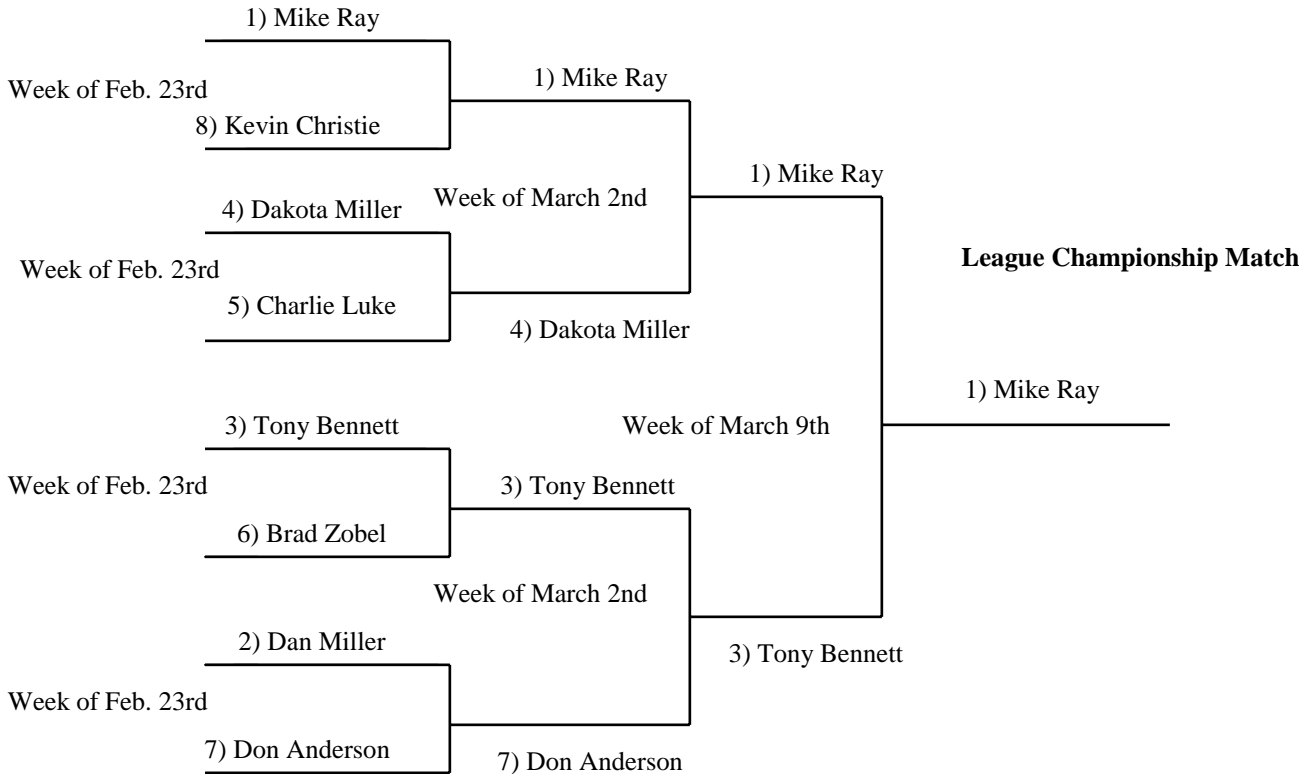 1) Mike Ray
Week of Feb. 23rd
1) Mike Ray
8) Kevin Christie
1) Mike Ray
Week of March 2nd
4) Dakota Miller
League Championship Match
Week of Feb. 23rd
5) Charlie Luke
4) Dakota Miller
1) Mike Ray
3) Tony Bennett
Week of March 9th
Week of Feb. 23rd
3) Tony Bennett
6) Brad Zobel
Week of March 2nd
2) Dan Miller
3) Tony Bennett
Week of Feb. 23rd
7) Don Anderson
7) Don Anderson